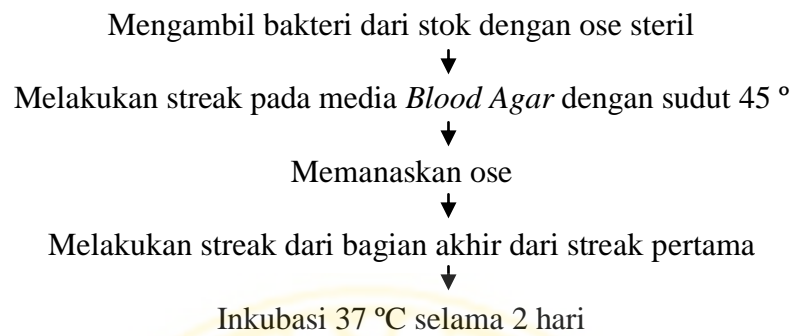 Mengambil bakteri dari stok dengan ose steril
Melakukan streak pada media Blood Agar dengan sudut 45 º
Memanaskan ose
Melakukan streak dari bagian akhir dari streak pertama
Inkubasi 37 ºC selama 2 hari